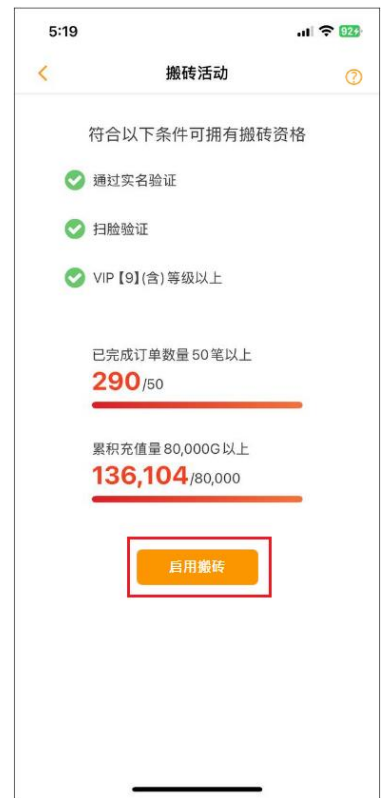 5:19
92
搬砖活动
?
符合以下条件可拥有搬砖资格
通过实名验证
扫脸验证
VIP【9】(含)等级以上
已完成订单数量50笔以上
290/50
累积充值量80,000G以上
136,104/80,000
启用搬砖